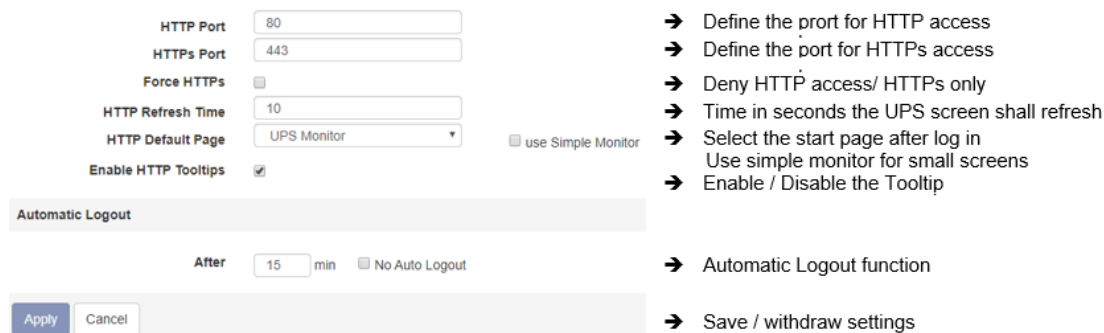 HTTP Port 80 ➔ Define the prort for HTTP access
HTTPs Port 443 ➔ Define the port for HTTPs access
Force HTTPs ➔ Deny HTTP access/ HTTPs only
HTTP Refresh Time 10 ➔ Time in seconds the UPS screen shall refresh
HTTP Default Page UPS Monitor use Simple Monitor ➔ Select the start page after log in
Use simple monitor for small screens
Enable HTTP Tooltips ➔ Enable / Disable the Tooltip
Automatic Logout
After 15 min No Auto Logout ➔ Automatic Logout function
Apply Cancel ➔ Save / withdraw settings